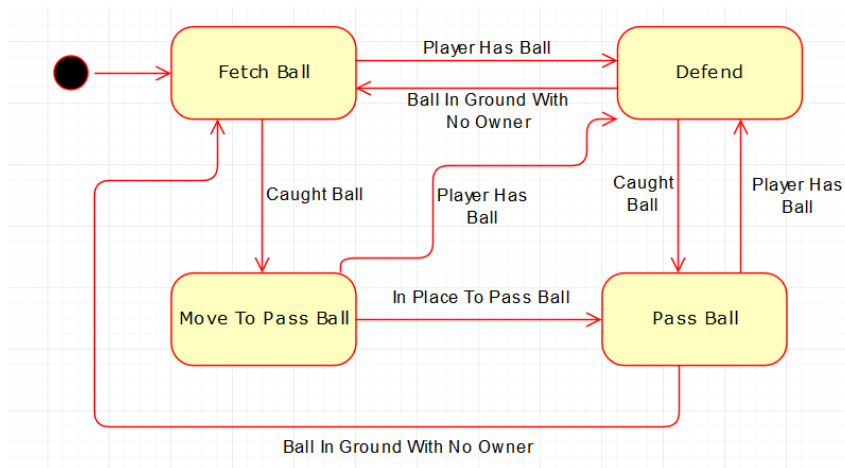 Player Has Ball
Fetch Ball
Defend
Ball In Ground With
No Owner
Caught Ball
Player Has
Ball
Caught
Ball
Player Has
Ball
In Place To Pass Ball
Move To Pass Ball
Pass Ball
Ball In Ground With No Owner